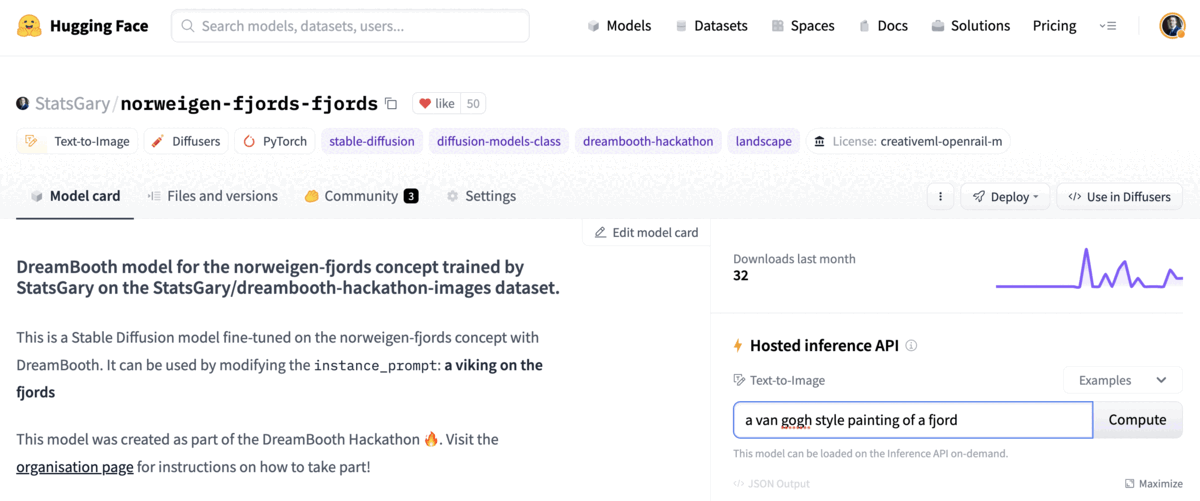 Hugging Face
Search models, datasets, users...
Models
Datasets
Spaces
Docs
Solutions
Pricing
StatsGary/norweigen-fjords-fjords
like 50
Text-to-Image
Diffusers
PyTorch
stable-diffusion
diffusion-models-class
dreambooth-hackathon
landscape
License: creativeml-openrail-m
Model card
Files and versions
Community 3
Settings
Deploy
</> Use in Diffusers
Edit model card
DreamBooth model for the norweigen-fjords concept trained by
StatsGary on the StatsGary/dreambooth-hackathon-images dataset.
This is a Stable Diffusion model fine-tuned on the norweigen-fjords concept with
DreamBooth. It can be used by modifying the instance_prompt: a viking on the
fjords
This model was created as part of the DreamBooth Hackathon 🔥. Visit the
organisation page for instructions on how to take part!
Downloads last month
32
Hosted inference API
Text-to-Image
Examples
a van gogh style painting of a fjord
Compute
This model can be loaded on the Inference API on-demand.
</> JSON Output
Maximize